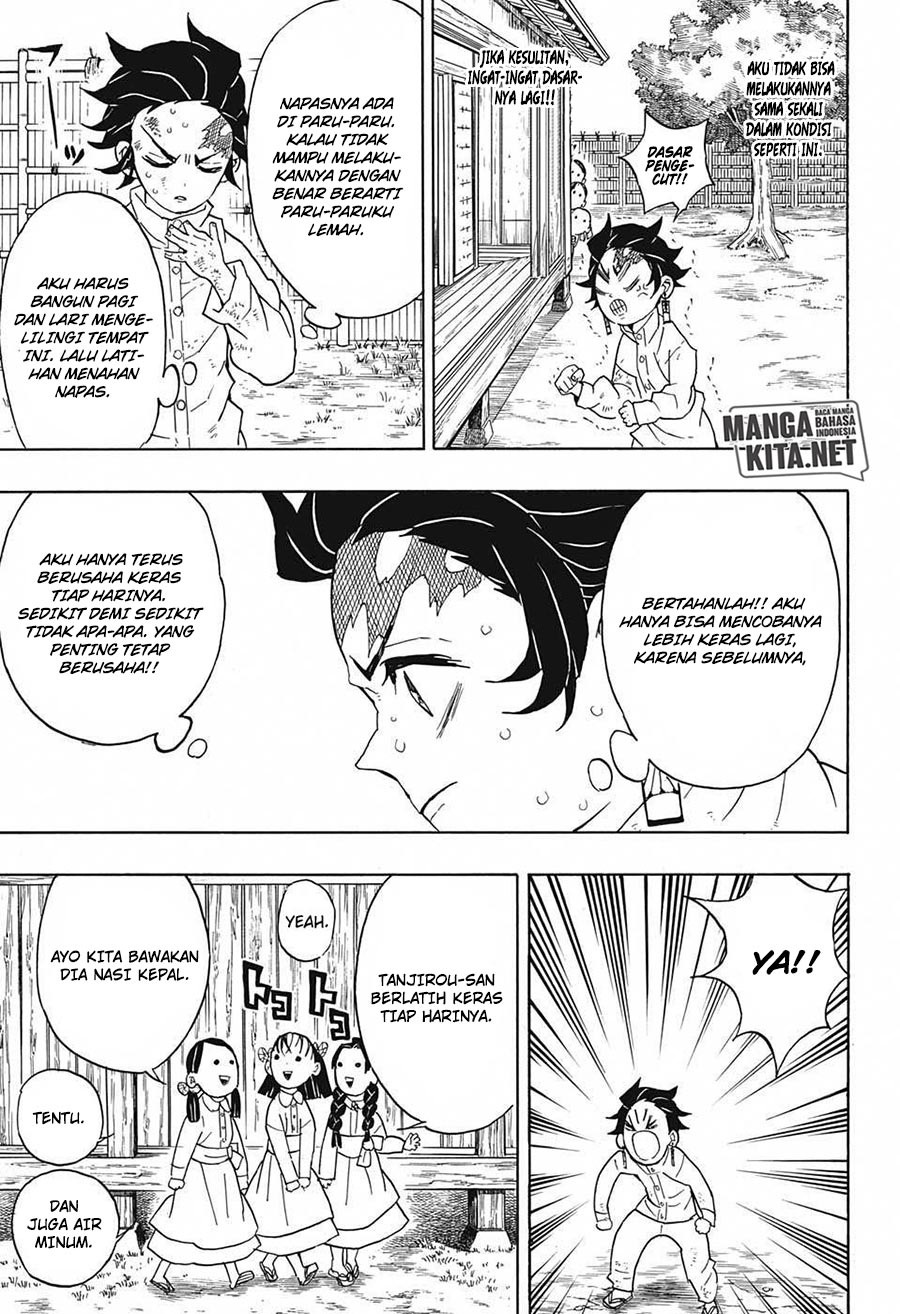 AKU TIDAK BISA
MELAKUKANNYA
SAMA SEKALI
DALAM KONDISI
SEPERTI INI.
DASAR
PENGE-
CUT!!
JIKA KESULITAN,
INGAT-INGAT DASAR-
NYA LAGI!!
NAPASNYA ADA
DI PARU-PARU.
KALAU TIDAK
MAMPU MELAKU-
KANNYA DENGAN
BENAR BERARTI
PARU-PARUKU
LEMAH.
AKU HARUS
BANGUN PAGI
DAN LARI MENGE-
LILINGI TEMPAT
INI. LALU LATI-
HAN MENAHAN
NAPAS.
MANGA
KITA.NET
BACA MANGA
BAHASA
INDONESIA
BERTAHANLAH!! AKU
HANYA BISA MENCOBANYA
LEBIH KERAS LAGI,
KARENA SEBELUMNYA,
AKU HANYA TERUS
BERUSAHA KERAS
TIAP HARINYA.
SEDIKIT DEMI SEDIKIT
TIDAK APA-APA. YANG
PENTING TETAP
BERUSAHA!!
YA!!
TANJIROU-SAN
BERLATIH KERAS
TIAP HARINYA.
YEAH.
トコトコ
AYO KITA BAWAKAN
DIA NASI KEPAL.
TENTU.
DAN
JUGA AIR
MINUM.